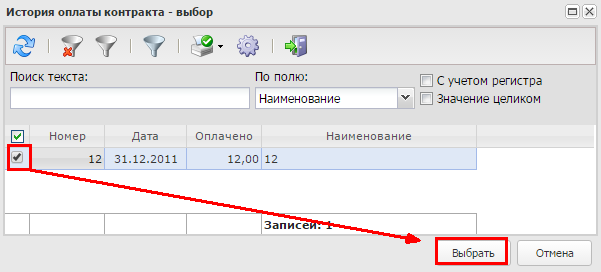 История оплаты контракта - выбор
Поиск текста: По полю: С учетом регистра
Наименование Значение целиком
Номер Дата Оплачено Наименование
12 31.12.2011 12,00 12
Записей: 1
Выбрать Отмена